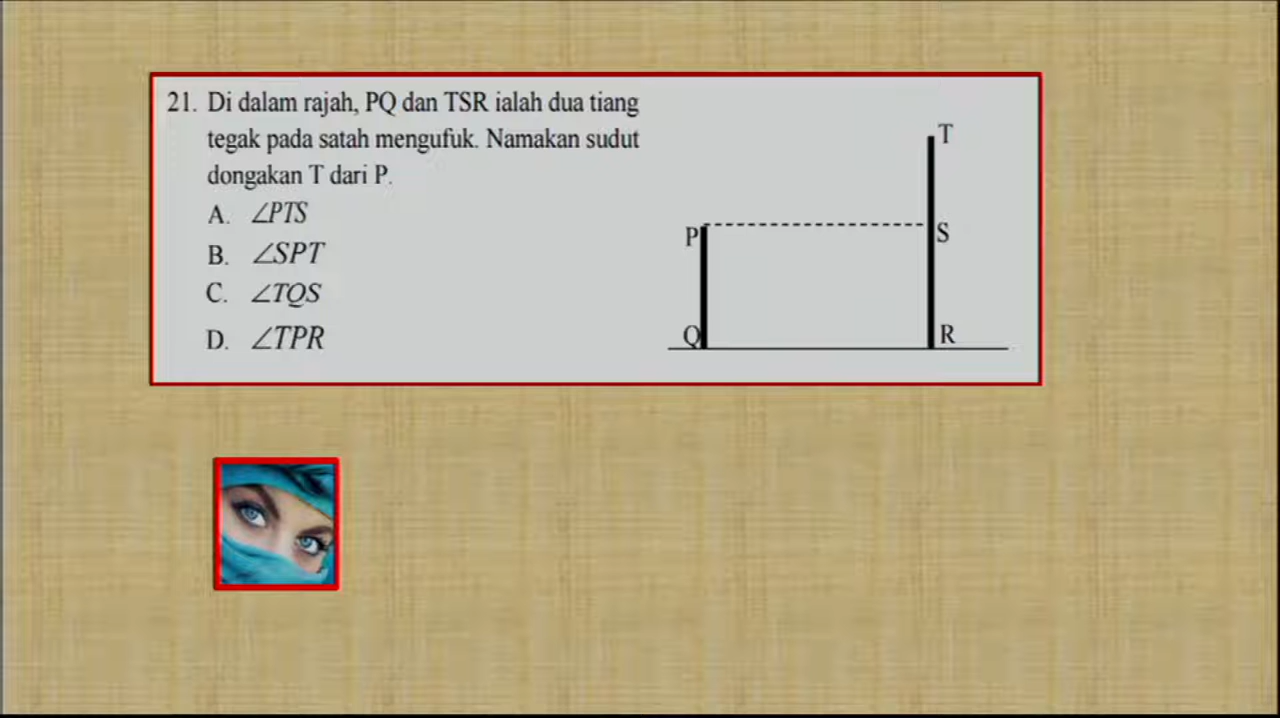 21. Di dalam rajah, PQ dan TSR ialah dua tiang
tegak pada satah mengufuk. Namakan sudut
dongakan T dari P.
A. ∠PTS
B. ∠SPT
C. ∠TQS
D. ∠TPR
T
P
S
Q
R